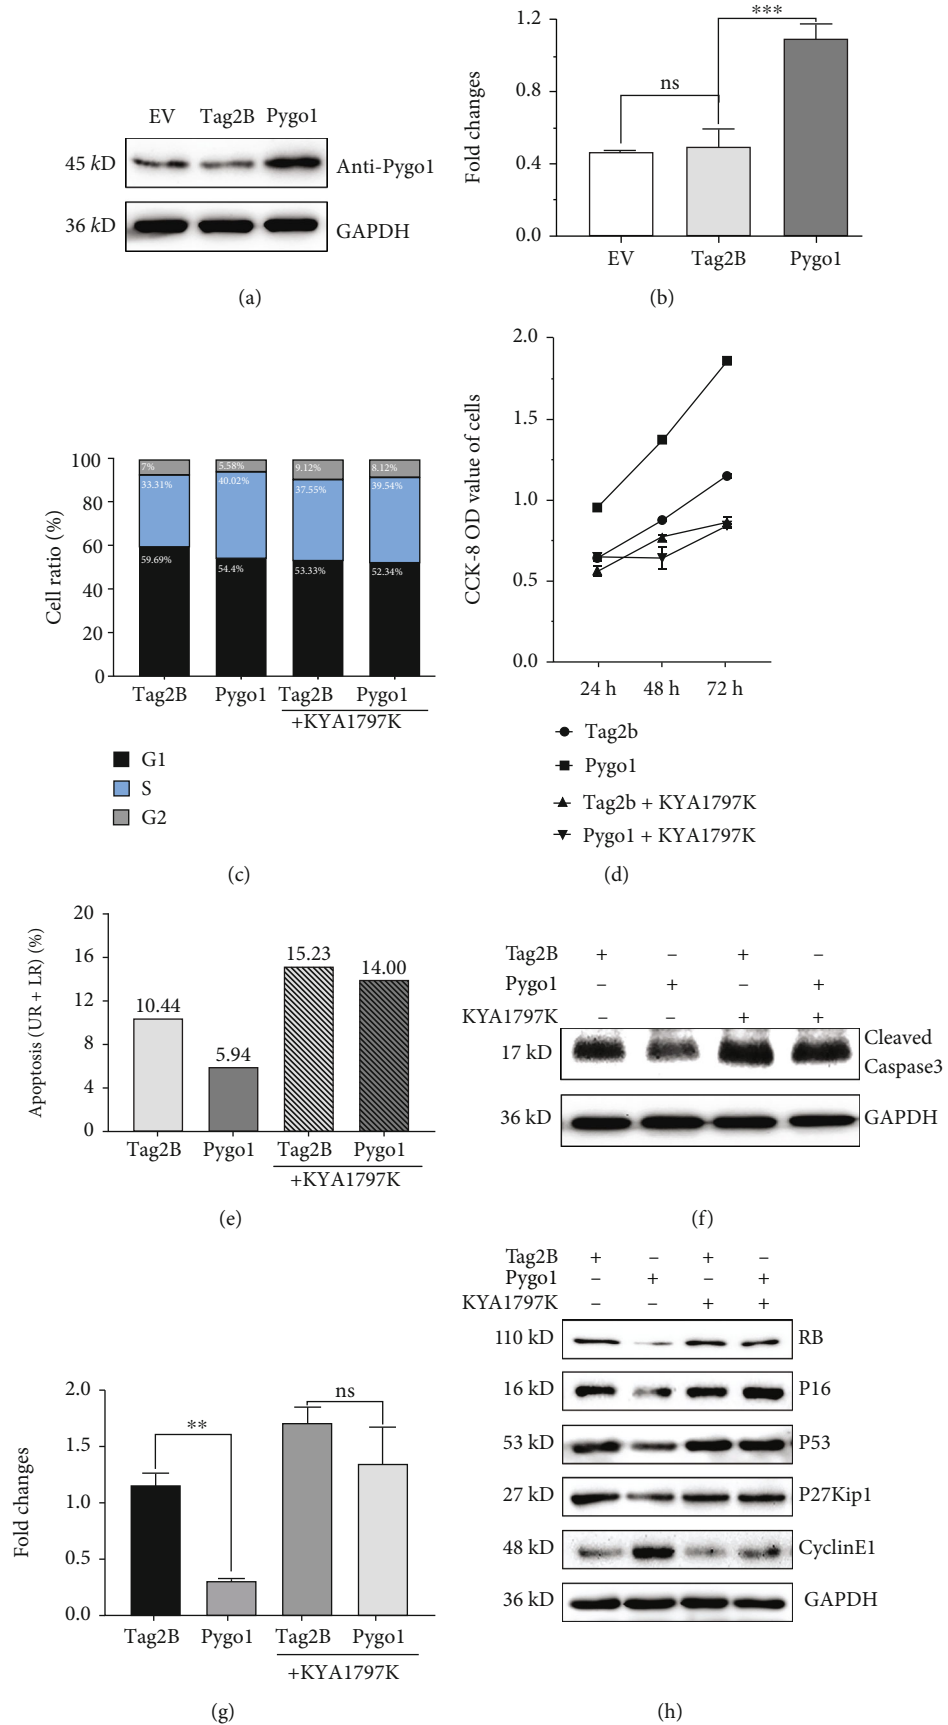 EV Tag2B Pygo1
45 kD Anti-Pygo1
36 kD GAPDH
(a)
Fold changes
1.2
0.8
0.4
0.0
ns
***
EV Tag2B Pygo1
(b)
Cell ratio (%)
100
80
60
40
20
0
7% 5.58% 9.12% 8.12%
33.31% 40.02% 37.55% 39.54%
59.69% 54.4% 53.33% 52.34%
Tag2B Pygo1 Tag2B Pygo1
+KYA1797K
G1
S
G2
(c)
CCK-8 OD value of cells
2.0
1.5
1.0
0.5
0.0
24 h 48 h 72 h
Tag2b
Pygo1
Tag2b + KYA1797K
Pygo1 + KYA1797K
(d)
Apoptosis (UR + LR) (%)
20
16
12
8
4
0
10.44 5.94 15.23 14.00
Tag2B Pygo1 Tag2B Pygo1
+KYA1797K
(e)
Tag2B + – + –
Pygo1 – + – +
KYA1797K – – + +
17 kD Cleaved
Caspase3
36 kD GAPDH
(f)
Fold changes
2.0
1.5
1.0
0.5
0.0
**
ns
Tag2B Pygo1 Tag2B Pygo1
+KYA1797K
(g)
Tag2B + – + –
Pygo1 – + – +
KYA1797K – – + +
110 kD RB
16 kD P16
53 kD P53
27 kD P27Kip1
48 kD CyclinE1
36 kD GAPDH
(h)